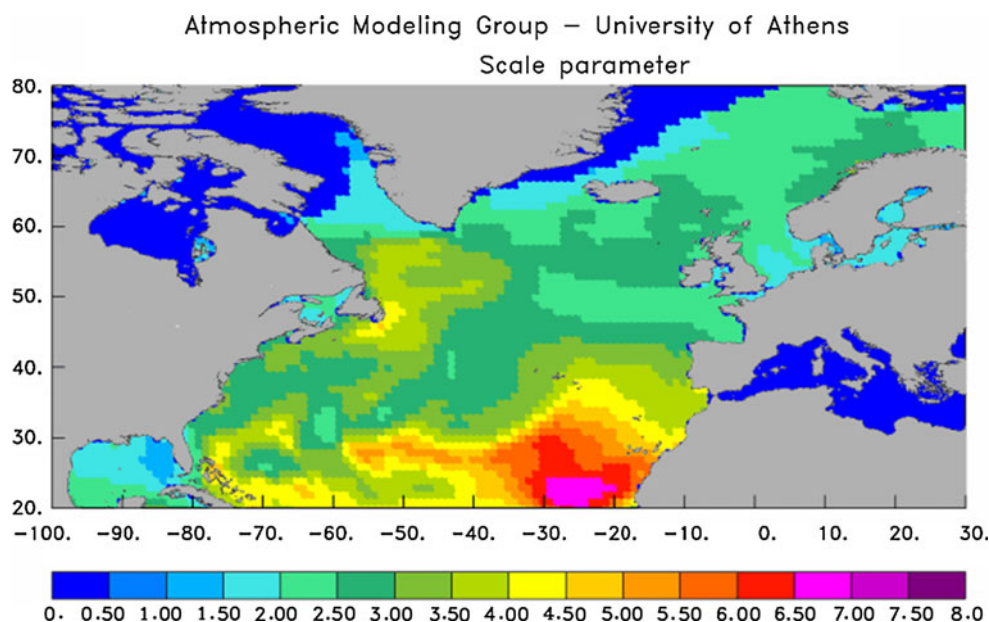 Atmospheric Modeling Group – University of Athens
Scale parameter
80.
70.
60.
50.
40.
30.
20.
-100. -90. -80. -70. -60. -50. -40. -30. -20. -10. 0. 10. 20. 30.
0. 0.50 1.00 1.50 2.00 2.50 3.00 3.50 4.00 4.50 5.00 5.50 6.00 6.50 7.00 7.50 8.0